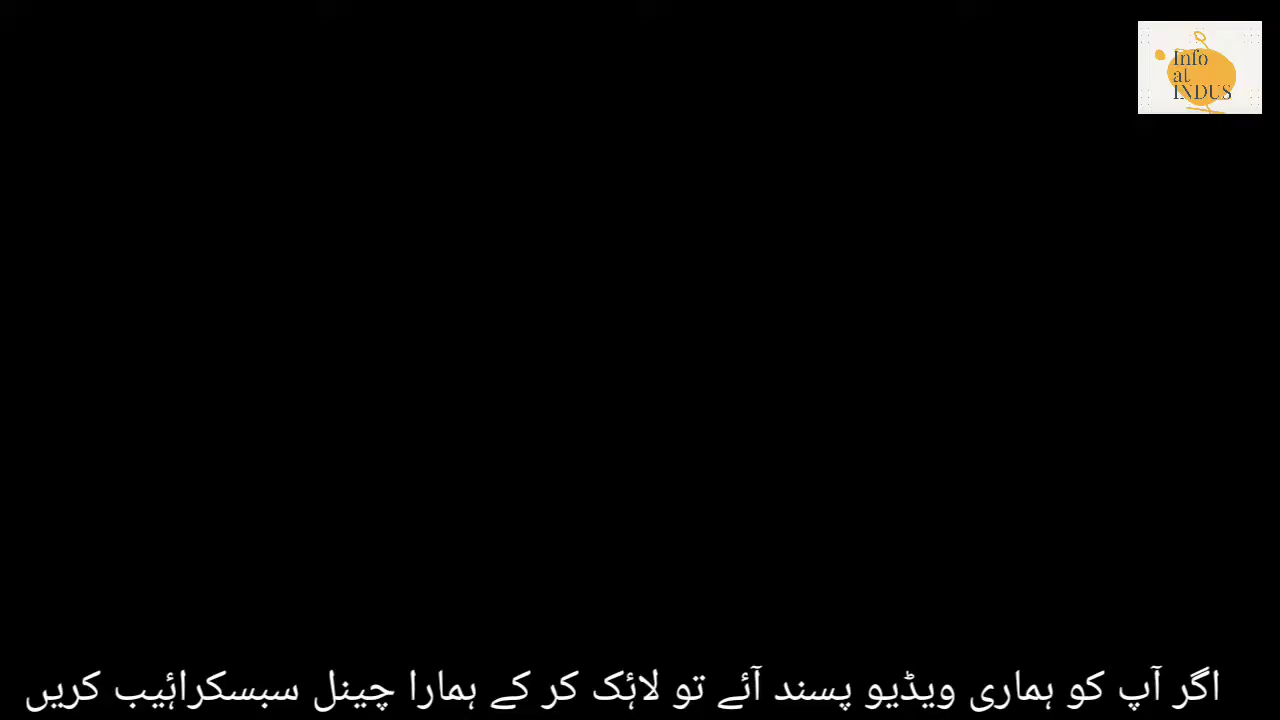 Info
at
INDUS
اگر آپ کو ہماری ویڈیو پسند آئے تو لائک کر کے ہمارا چینل سبسکرائیب کریں